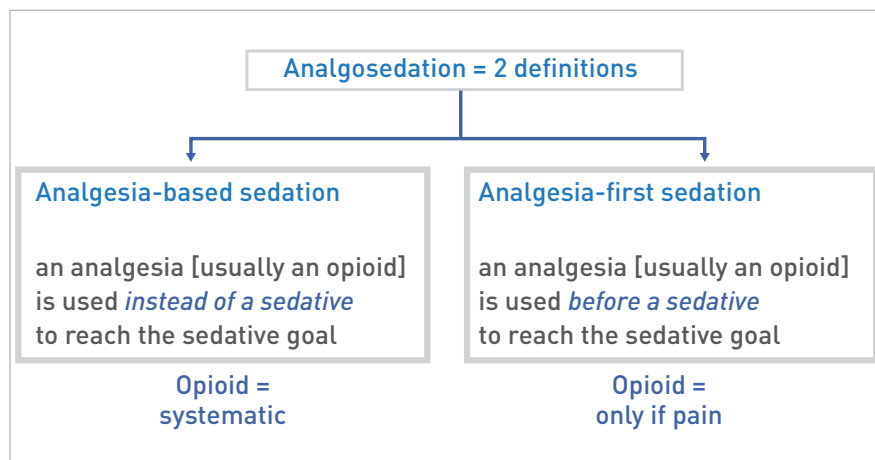 Analgosedation = 2 definitions
Analgesia-based sedation
an analgesia [usually an opioid]
is used instead of a sedative
to reach the sedative goal
Opioid =
systematic
Analgesia-first sedation
an analgesia [usually an opioid]
is used before a sedative
to reach the sedative goal
Opioid =
only if pain